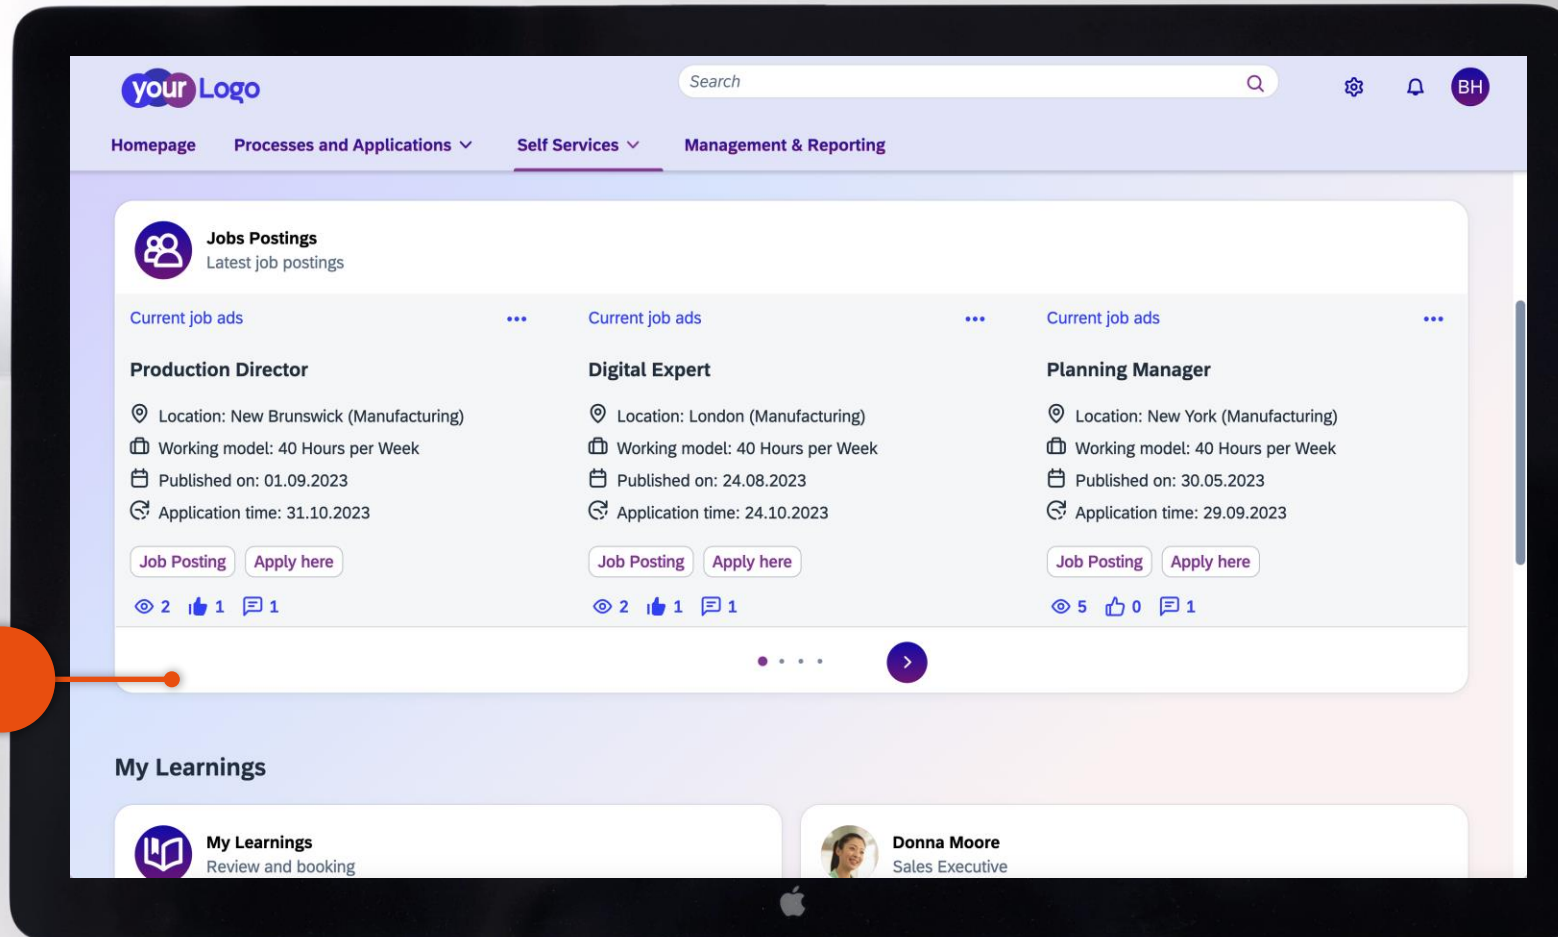 your Logo
Search
BH
Homepage
Processes and Applications
Self Services
Management & Reporting
Jobs Postings
Latest job postings
Current job ads
Production Director
Location: New Brunswick (Manufacturing)
Working model: 40 Hours per Week
Published on: 01.09.2023
Application time: 31.10.2023
Job Posting
Apply here
2
1
1
Current job ads
Digital Expert
Location: London (Manufacturing)
Working model: 40 Hours per Week
Published on: 24.08.2023
Application time: 24.10.2023
Job Posting
Apply here
2
1
1
Current job ads
Planning Manager
Location: New York (Manufacturing)
Working model: 40 Hours per Week
Published on: 30.05.2023
Application time: 29.09.2023
Job Posting
Apply here
5
0
1
My Learnings
My Learnings
Review and booking
Donna Moore
Sales Executive